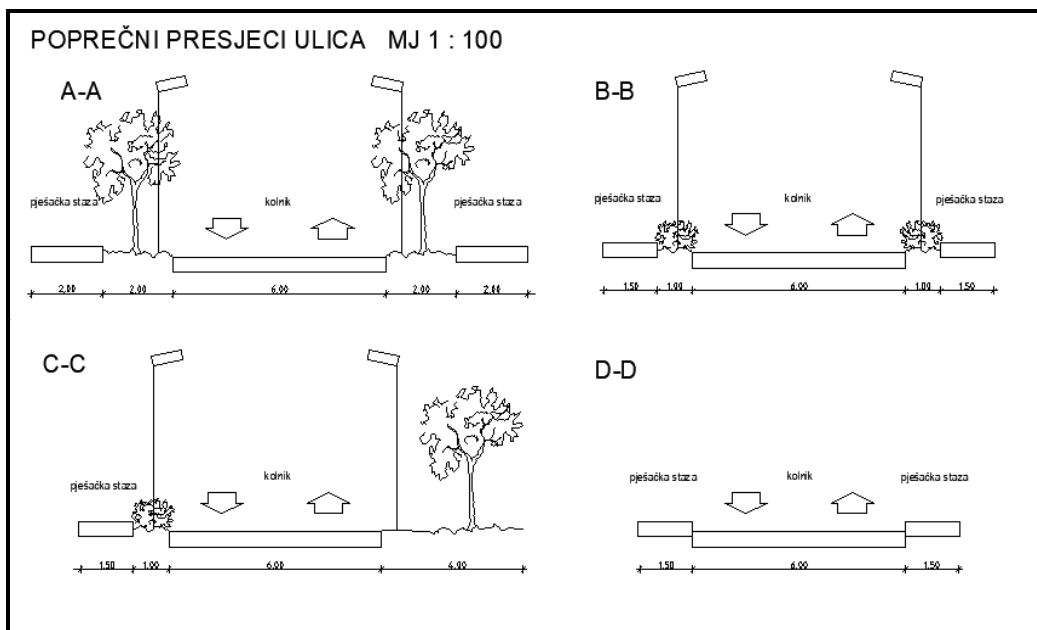 POPREČNI PRESJECI ULICA MJ 1 : 100
A-A
pješačka staza kolnik pješačka staza
2.00 2.00 6.00 2.00 2.00
B-B
pješačka staza kolnik pješačka staza
1.50 1.00 6.00 1.00 1.50
C-C
pješačka staza kolnik
1.50 1.00 6.00 4.00
D-D
pješačka staza kolnik pješačka staza
1.50 6.00 1.50